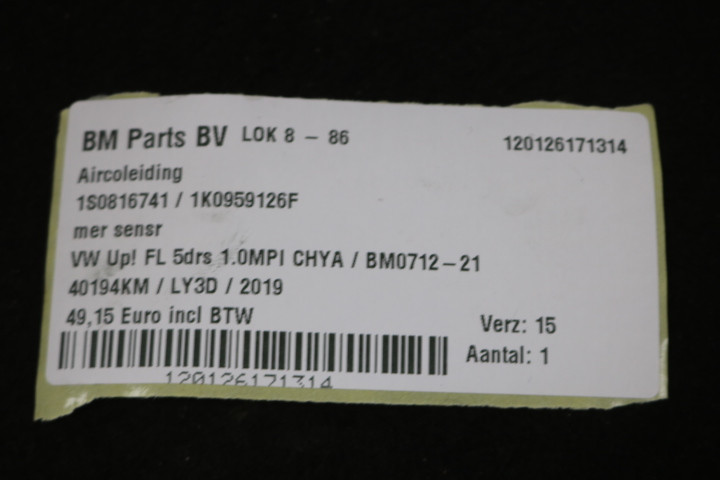 BM Parts BV LOK 8 - 86 120126171314
Aircoleiding
1S0816741 / 1K0959126F
mer sensr
VW Up! FL 5drs 1.0MPI CHYA / BM0712-21
40194KM / LY3D / 2019
49,15 Euro incl BTW
Verz: 15
Aantal: 1
120126171314